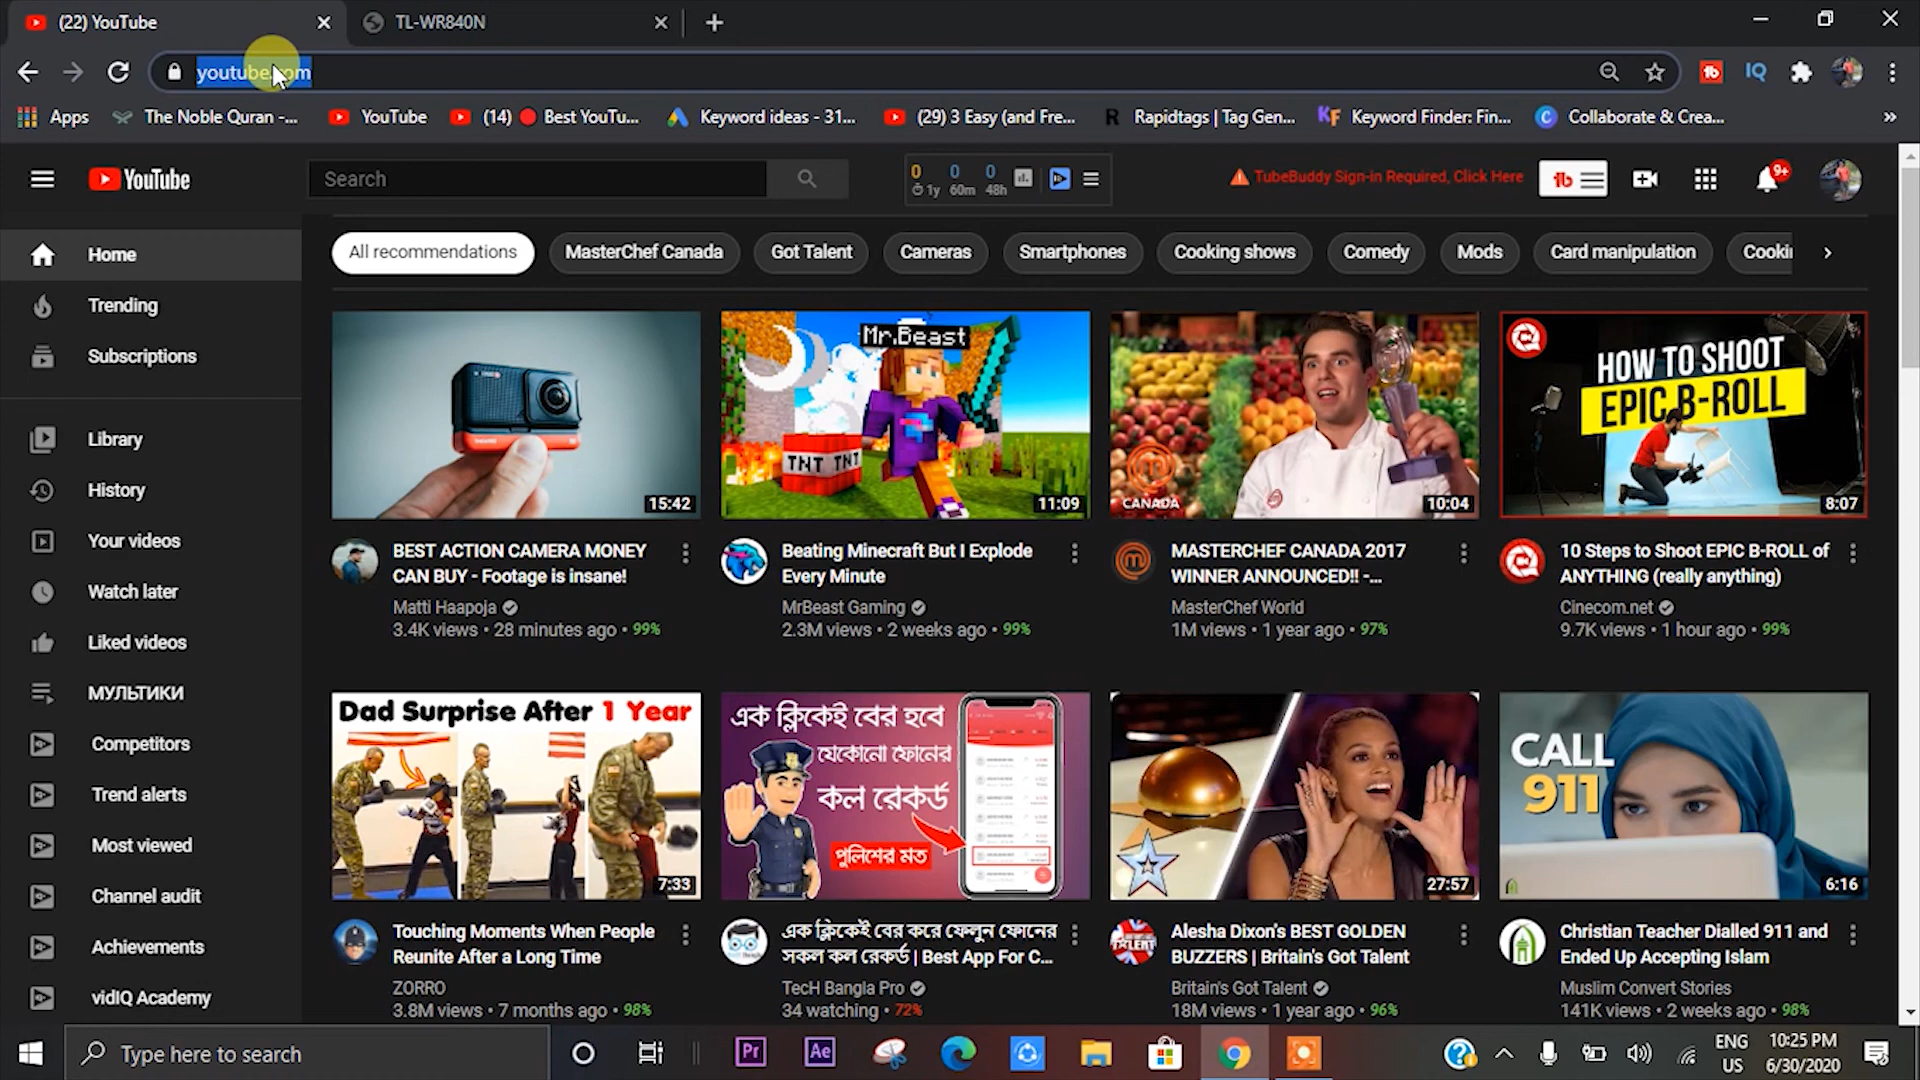 (22) YouTube
TL-WR840N
youtube.com
Apps
The Noble Quran -...
YouTube
(14) 🔴 Best YouTu...
Keyword ideas - 31...
(29) 3 Easy (and Fre...
Rapidtags | Tag Gen...
Keyword Finder: Fin...
Collaborate & Crea...
YouTube
Search
0 0 0
1y 60m 48h
TubeBuddy Sign-in Required, Click Here
9+
All recommendations
MasterChef Canada
Got Talent
Cameras
Smartphones
Cooking shows
Comedy
Mods
Card manipulation
Cookin
Home
Trending
Subscriptions
Library
History
Your videos
Watch later
Liked videos
МУЛЬТИКИ
Competitors
Trend alerts
Most viewed
Channel audit
Achievements
vidIQ Academy
15:42
BEST ACTION CAMERA MONEY
CAN BUY - Footage is insane!
Matti Haapoja
3.4K views • 28 minutes ago • 99%
Mr.Beast
TNT TNT
11:09
Beating Minecraft But I Explode
Every Minute
MrBeast Gaming
2.3M views • 2 weeks ago • 99%
CANADA
10:04
MASTERCHEF CANADA 2017
WINNER ANNOUNCED!! -...
MasterChef World
1M views • 1 year ago • 97%
HOW TO SHOOT
EPIC B-ROLL
8:07
10 Steps to Shoot EPIC B-ROLL of
ANYTHING (really anything)
Cinecom.net
9.7K views • 1 hour ago • 99%
Dad Surprise After 1 Year
7:33
Touching Moments When People
Reunite After a Long Time
ZORRO
3.8M views • 7 months ago • 98%
এক ক্লিকেই বের হবে
যেকোনো ফোনের
কল রেকর্ড
পুলিশের মত
এক ক্লিকেই বের করে ফেলুন ফোনের
সকল কল রেকর্ড | Best App For C...
TecH Bangla Pro
34 watching • 72%
27:57
Alesha Dixon's BEST GOLDEN
BUZZERS | Britain's Got Talent
Britain's Got Talent
18M views • 1 year ago • 96%
CALL
911
6:16
Christian Teacher Dialled 911 and
Ended Up Accepting Islam
Muslim Convert Stories
141K views • 2 weeks ago • 98%
Type here to search
Pr
Ae
ENG
US
10:25 PM
6/30/2020